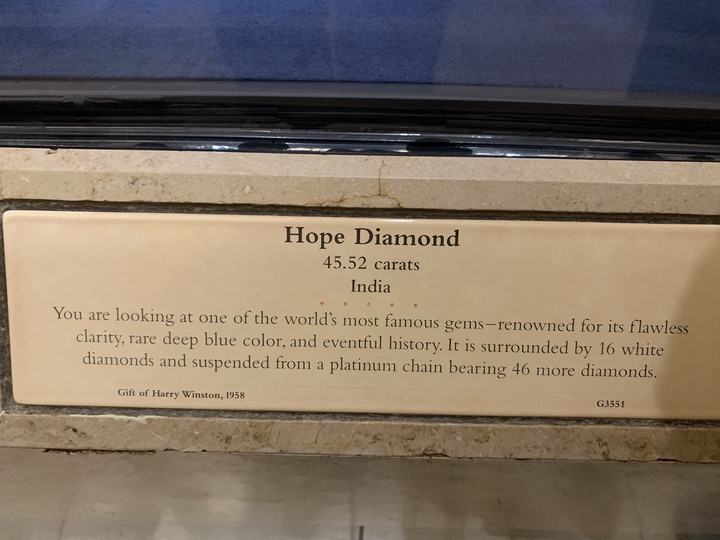 Hope Diamond
45.52 carats
India
You are looking at one of the world's most famous gems—renowned for its flawless
clarity, rare deep blue color, and eventful history. It is surrounded by 16 white
diamonds and suspended from a platinum chain bearing 46 more diamonds.
Gift of Harry Winston, 1958
G3551